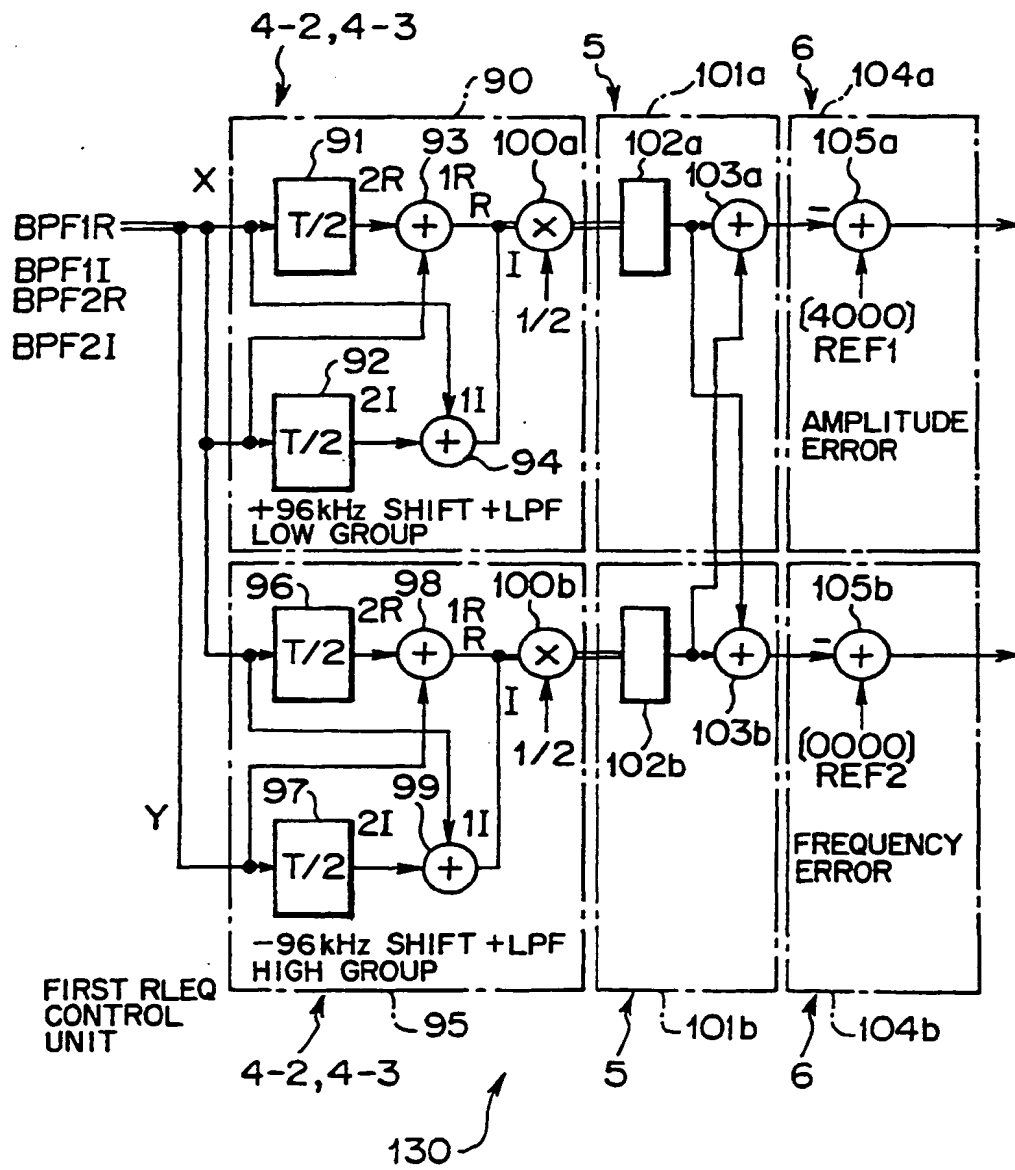 4-2, 4-3
90
5
101a
6
104a
91
93
100a
102a
103a
105a
X
2R
1R
R
T/2
+
×
+
−
+
BPF1R
BPF1I
BPF2R
BPF2I
I
1/2
(4000)
REF1
92
2I
1I
T/2
+
94
AMPLITUDE
ERROR
+96kHz SHIFT +LPF
LOW GROUP
96
98
100b
105b
2R
1R
R
T/2
+
×
+
−
+
I
1/2
102b
103b
(0000)
REF2
97
99
Y
2I
1I
T/2
+
FREQUENCY
ERROR
−96kHz SHIFT +LPF
HIGH GROUP
FIRST RLEQ
CONTROL
UNIT
95
101b
104b
4-2, 4-3
5
6
130